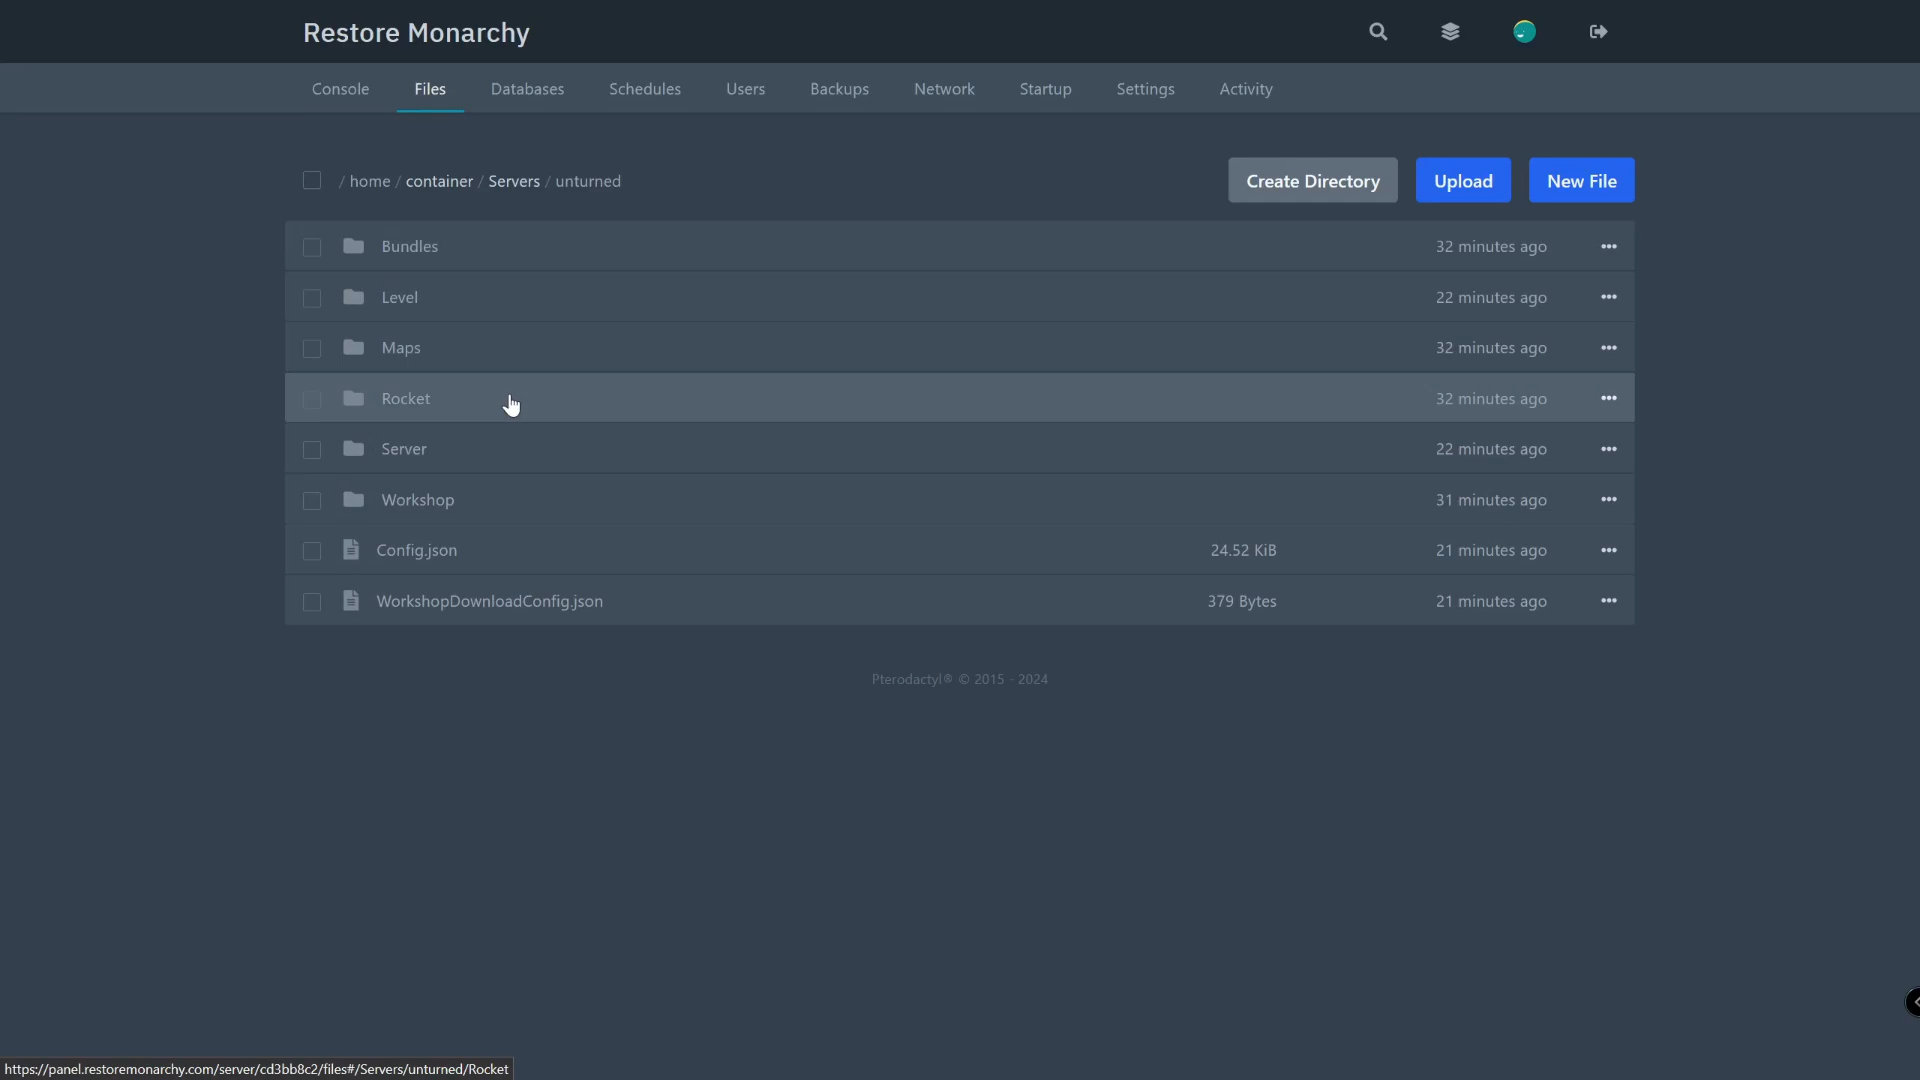 Restore Monarchy
Console Files Databases Schedules Users Backups Network Startup Settings Activity
/ home / container / Servers / unturned Create Directory Upload New File
Bundles 32 minutes ago •••
Level 22 minutes ago •••
Maps 32 minutes ago •••
Rocket 32 minutes ago •••
Server 22 minutes ago •••
Workshop 31 minutes ago •••
Config.json 24.52 KiB 21 minutes ago •••
WorkshopDownloadConfig.json 379 Bytes 21 minutes ago •••
Pterodactyl® © 2015 - 2024
https://panel.restoremonarchy.com/server/cd3bb8c2/files#/Servers/unturned/Rocket